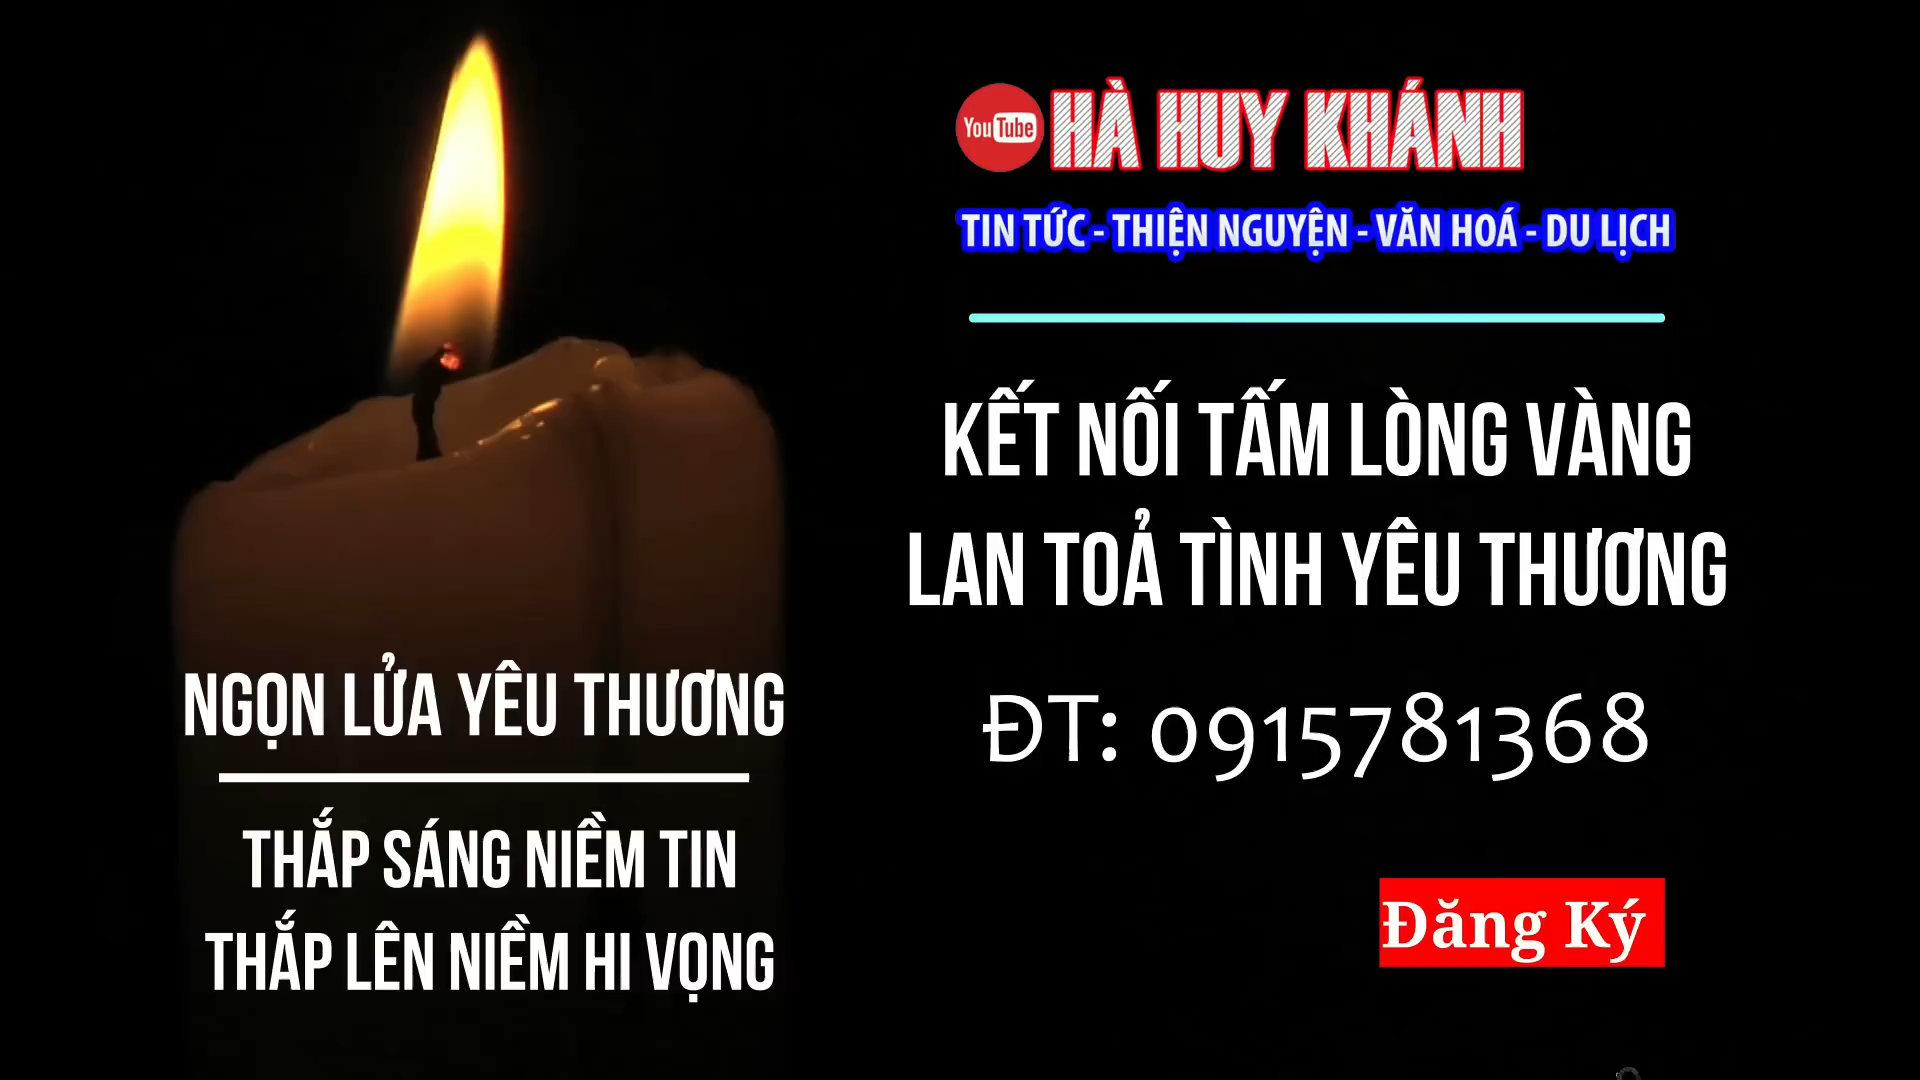 YouTube HÀ HUY KHÁNH
TIN TỨC - THIỆN NGUYỆN - VĂN HOÁ - DU LỊCH
KẾT NỐI TẤM LÒNG VÀNG
LAN TOẢ TÌNH YÊU THƯƠNG
ĐT: 0915781368
Đăng Ký
NGỌN LỬA YÊU THƯƠNG
THẮP SÁNG NIỀM TIN
THẮP LÊN NIỀM HI VỌNG